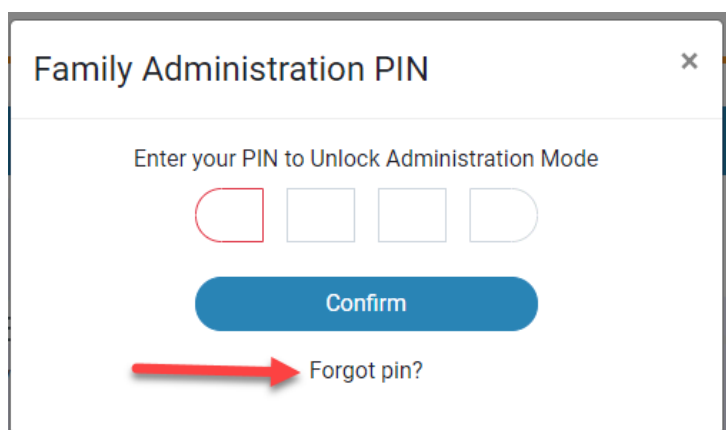 Family Administration PIN
×
Enter your PIN to Unlock Administration Mode
Confirm
Forgot pin?